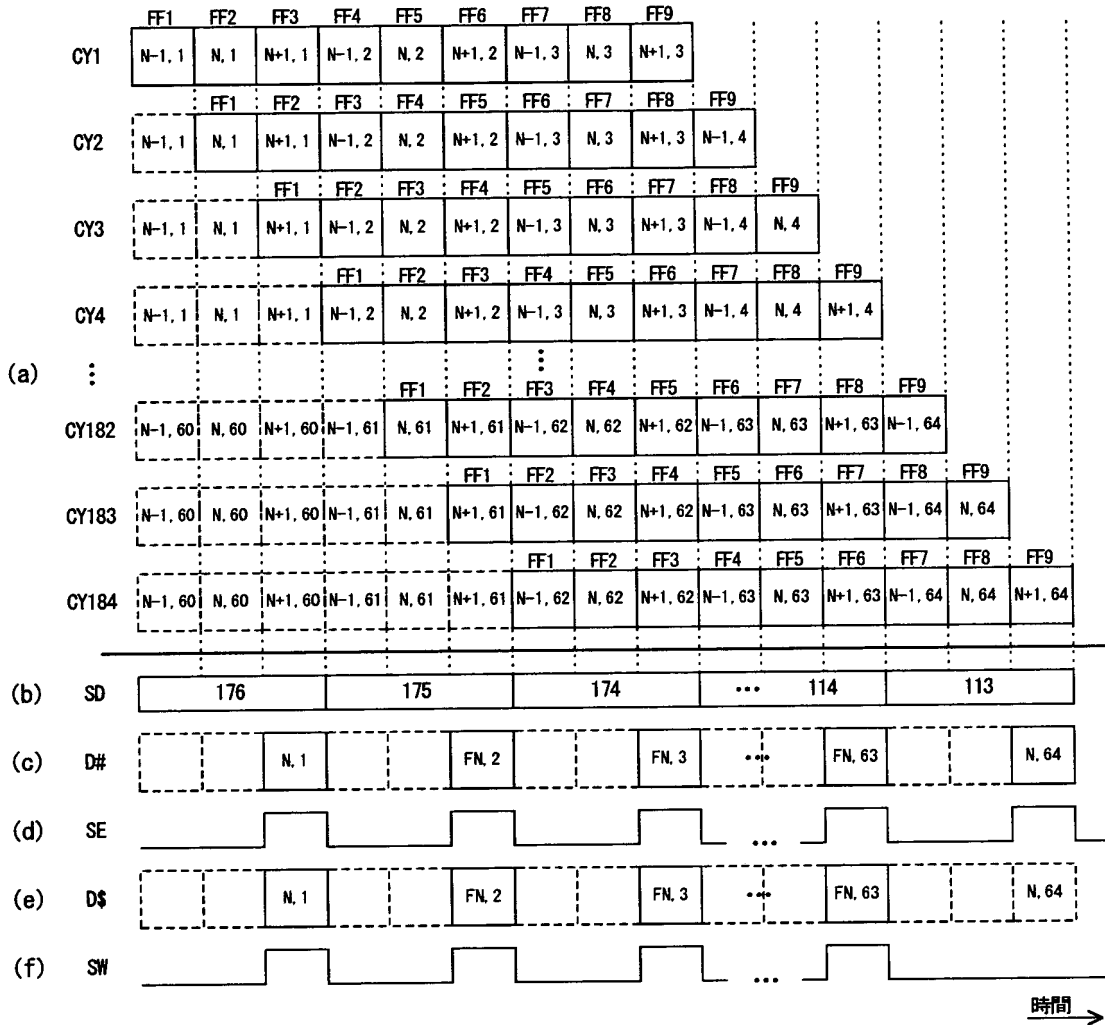 FF1 FF2 FF3 FF4 FF5 FF6 FF7 FF8 FF9
CY1 N-1, 1 N, 1 N+1, 1 N-1, 2 N, 2 N+1, 2 N-1, 3 N, 3 N+1, 3
FF1 FF2 FF3 FF4 FF5 FF6 FF7 FF8 FF9
CY2 N-1, 1 N, 1 N+1, 1 N-1, 2 N, 2 N+1, 2 N-1, 3 N, 3 N+1, 3 N-1, 4
FF1 FF2 FF3 FF4 FF5 FF6 FF7 FF8 FF9
CY3 N-1, 1 N, 1 N+1, 1 N-1, 2 N, 2 N+1, 2 N-1, 3 N, 3 N+1, 3 N-1, 4 N, 4
FF1 FF2 FF3 FF4 FF5 FF6 FF7 FF8 FF9
CY4 N-1, 1 N, 1 N+1, 1 N-1, 2 N, 2 N+1, 2 N-1, 3 N, 3 N+1, 3 N-1, 4 N, 4 N+1, 4
(a) ⋮ ⋮
FF1 FF2 FF3 FF4 FF5 FF6 FF7 FF8 FF9
CY182 N-1, 60 N, 60 N+1, 60 N-1, 61 N, 61 N+1, 61 N-1, 62 N, 62 N+1, 62 N-1, 63 N, 63 N+1, 63 N-1, 64
FF1 FF2 FF3 FF4 FF5 FF6 FF7 FF8 FF9
CY183 N-1, 60 N, 60 N+1, 60 N-1, 61 N, 61 N+1, 61 N-1, 62 N, 62 N+1, 62 N-1, 63 N, 63 N+1, 63 N-1, 64 N, 64
FF1 FF2 FF3 FF4 FF5 FF6 FF7 FF8 FF9
CY184 N-1, 60 N, 60 N+1, 60 N-1, 61 N, 61 N+1, 61 N-1, 62 N, 62 N+1, 62 N-1, 63 N, 63 N+1, 63 N-1, 64 N, 64 N+1, 64
(b) SD 176 175 174 ••• 114 113
(c) D# N, 1 FN, 2 FN, 3 ••• FN, 63 N, 64
(d) SE •••
(e) D$ N, 1 FN, 2 FN, 3 ••• FN, 63 N, 64
(f) SW •••
時間